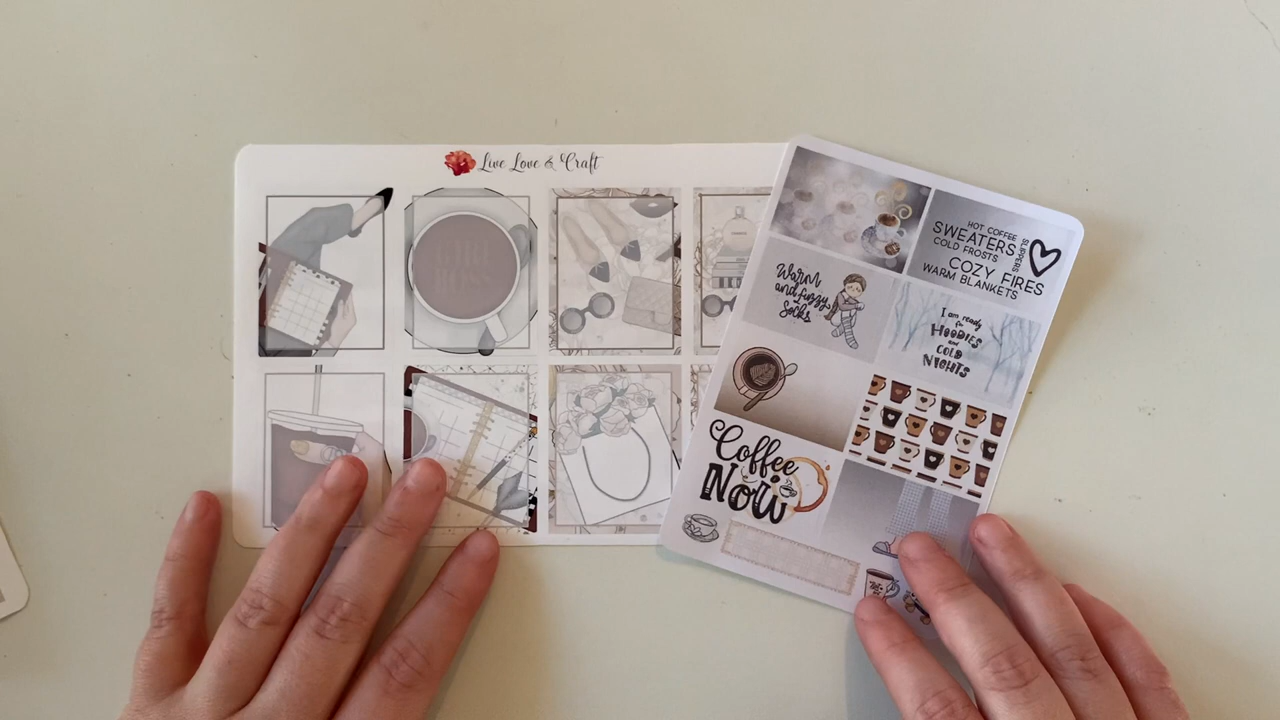 Live Love & Craft
HOT COFFEE
SWEATERS
COLD FROSTS
SLIPPERS
COZY FIRES
WARM BLANKETS
Warm
and fuzzy
Socks
I am ready
for
HOODIES
and
COLD
NIGHTS
Coffee
Now